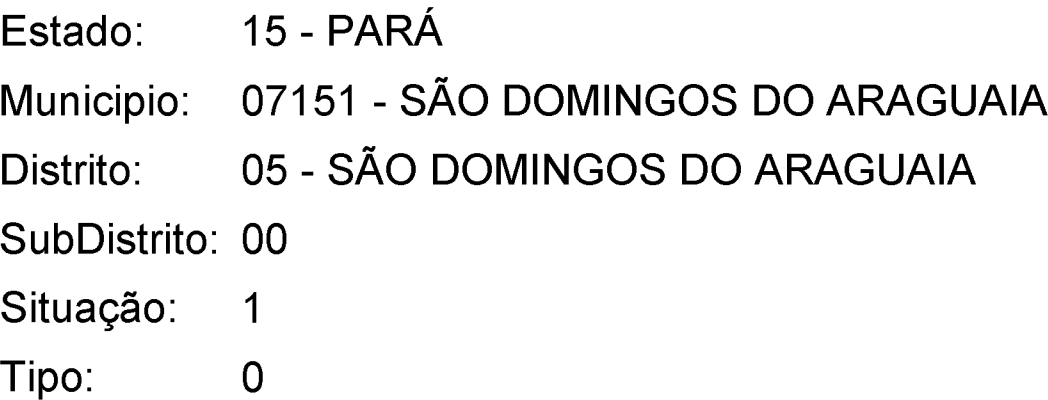 Estado: 15 - PARÁ
Municipio: 07151 - SÃO DOMINGOS DO ARAGUAIA
Distrito: 05 - SÃO DOMINGOS DO ARAGUAIA
SubDistrito: 00
Situação: 1
Tipo: 0